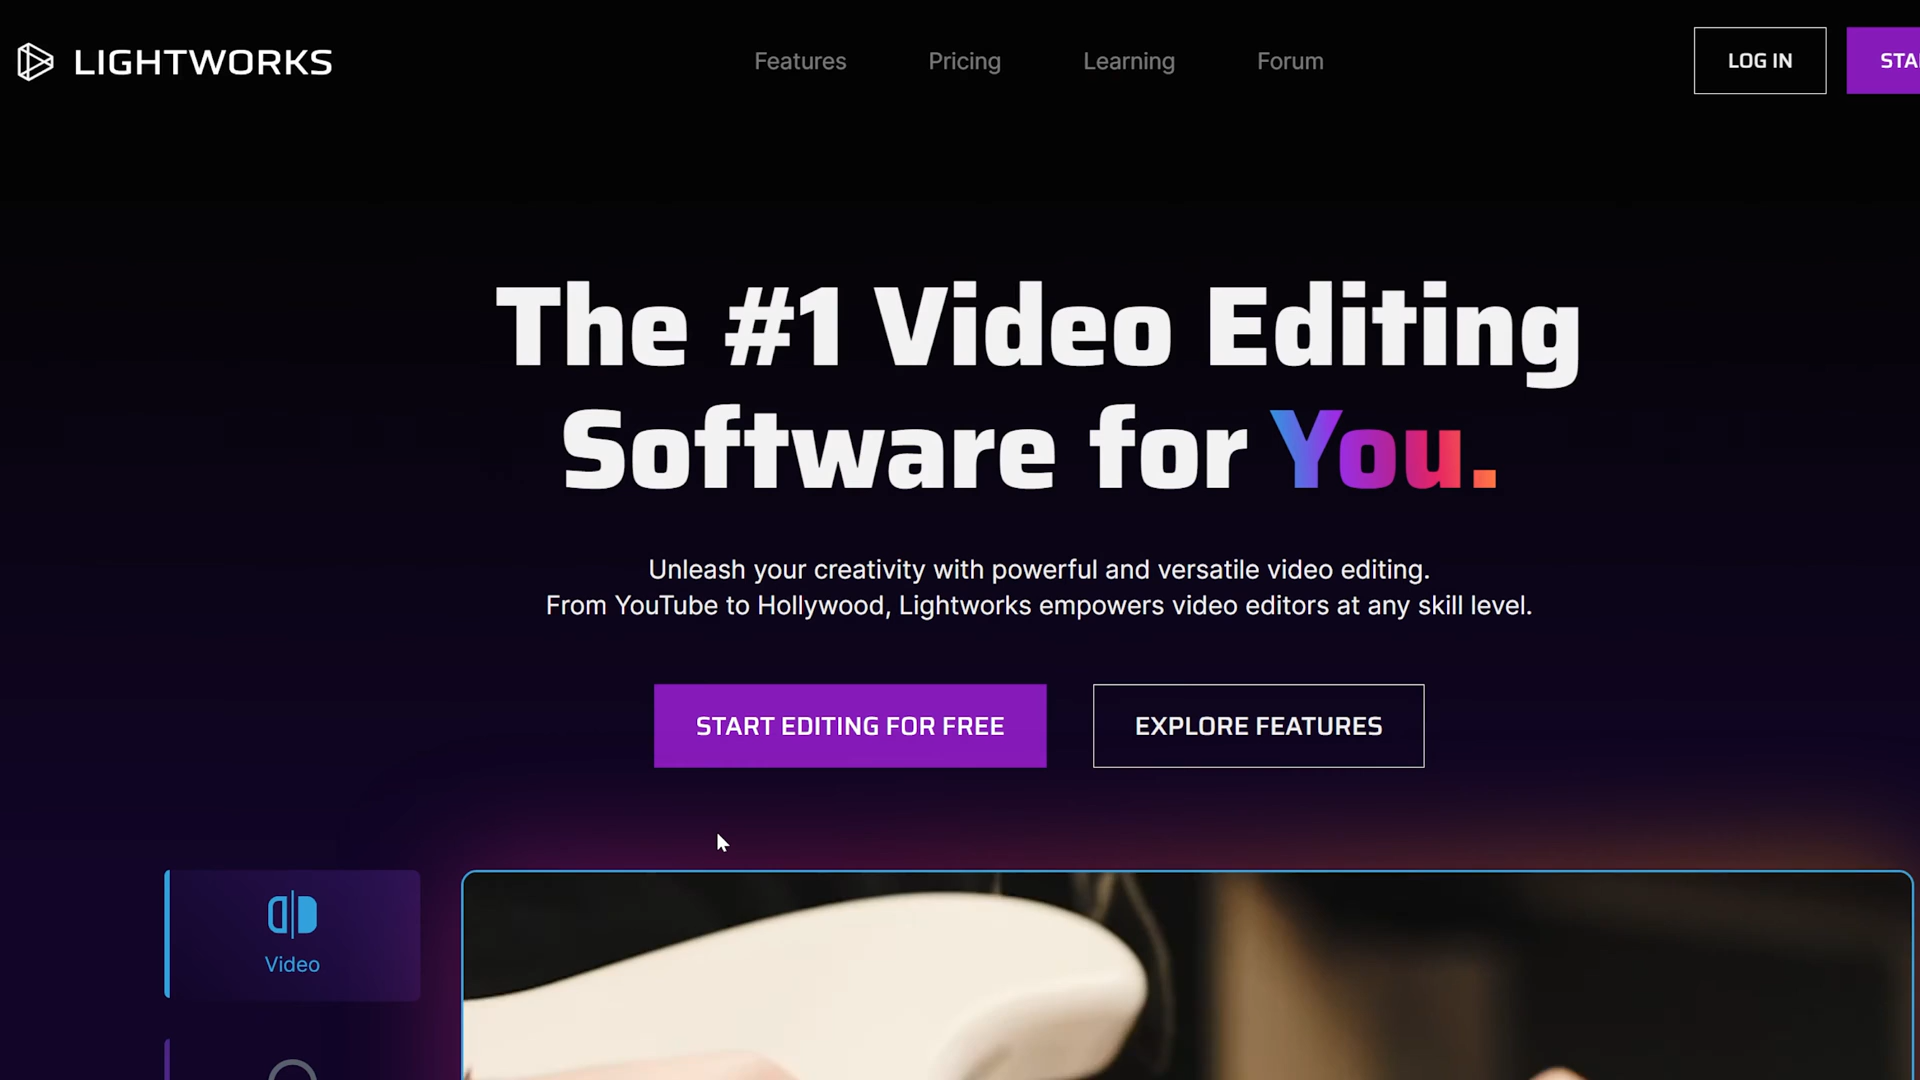 LIGHTWORKS
Features
Pricing
Learning
Forum
LOG IN
The #1 Video Editing
Software for You.
Unleash your creativity with powerful and versatile video editing.
From YouTube to Hollywood, Lightworks empowers video editors at any skill level.
START EDITING FOR FREE
EXPLORE FEATURES
Video